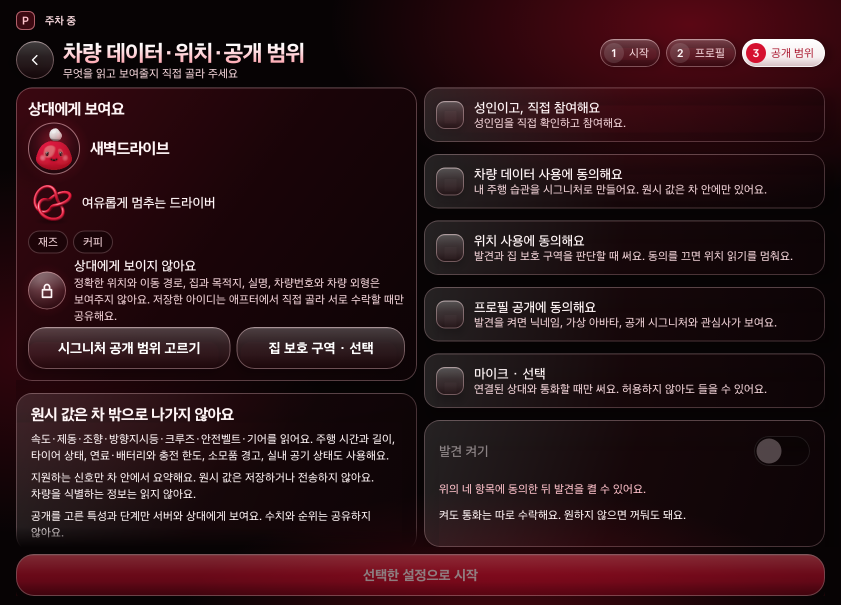 P 주차 중
차량 데이터·위치·공개 범위
무엇을 읽고 보여줄지 직접 골라 주세요
1 시작
2 프로필
3 공개 범위
상대에게 보여요
새벽드라이브
여유롭게 멈추는 드라이버
재즈
커피
상대에게 보이지 않아요
정확한 위치와 이동 경로, 집과 목적지, 실명, 차량번호와 차량 외형은
보여주지 않아요. 저장한 아이디는 애프터에서 직접 골라 서로 수락할 때만
공유해요.
시그니처 공개 범위 고르기
집 보호 구역 · 선택
원시 값은 차 밖으로 나가지 않아요
속도·제동·조향·방향지시등·크루즈·안전벨트·기어를 읽어요. 주행 시간과 길이,
타이어 상태, 연료·배터리와 충전 한도, 소모품 경고, 실내 공기 상태도 사용해요.
지원하는 신호만 차 안에서 요약해요. 원시 값은 저장하거나 전송하지 않아요.
차량을 식별하는 정보는 읽지 않아요.
공개를 고른 특성과 단계만 서버와 상대에게 보여요. 수치와 순위는 공유하지
않아요.
성인이고, 직접 참여해요
성인임을 직접 확인하고 참여해요.
차량 데이터 사용에 동의해요
내 주행 습관을 시그니처로 만들어요. 원시 값은 차 안에만 있어요.
위치 사용에 동의해요
발견과 집 보호 구역을 판단할 때 써요. 동의를 끄면 위치 읽기를 멈춰요.
프로필 공개에 동의해요
발견을 켜면 닉네임, 가상 아바타, 공개 시그니처와 관심사가 보여요.
마이크 · 선택
연결된 상대와 통화할 때만 써요. 허용하지 않아도 들을 수 있어요.
발견 켜기
위의 네 항목에 동의한 뒤 발견을 켤 수 있어요.
켜도 통화는 따로 수락해요. 원하지 않으면 꺼둬도 돼요.
선택한 설정으로 시작